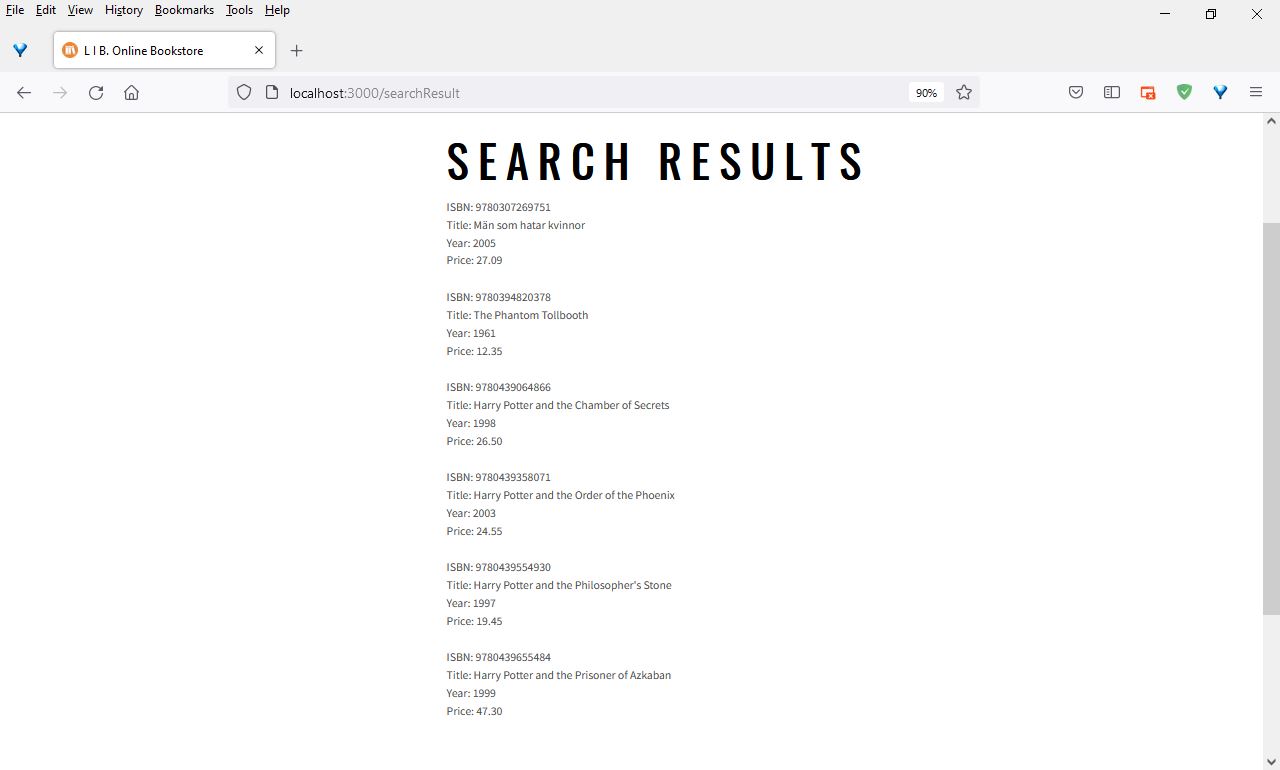 File Edit View History Bookmarks Tools Help
L I B. Online Bookstore
localhost:3000/searchResult
90%
SEARCH RESULTS
ISBN: 9780307269751
Title: Män som hatar kvinnor
Year: 2005
Price: 27.09
ISBN: 9780394820378
Title: The Phantom Tollbooth
Year: 1961
Price: 12.35
ISBN: 9780439064866
Title: Harry Potter and the Chamber of Secrets
Year: 1998
Price: 26.50
ISBN: 9780439358071
Title: Harry Potter and the Order of the Phoenix
Year: 2003
Price: 24.55
ISBN: 9780439554930
Title: Harry Potter and the Philosopher's Stone
Year: 1997
Price: 19.45
ISBN: 9780439655484
Title: Harry Potter and the Prisoner of Azkaban
Year: 1999
Price: 47.30